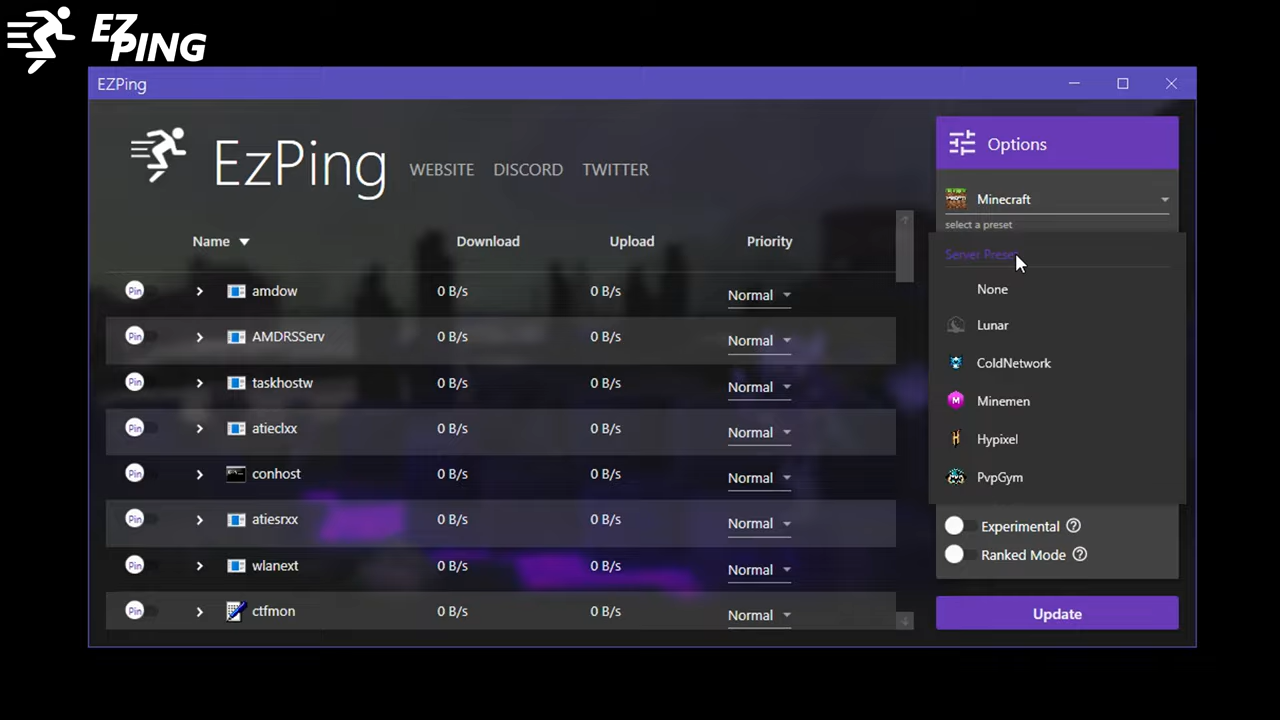 EZ
PING
EZPing
EzPing
WEBSITE DISCORD TWITTER
Name Download Upload Priority
Pin amdow 0 B/s 0 B/s Normal
Pin AMDRSServ 0 B/s 0 B/s Normal
Pin taskhostw 0 B/s 0 B/s Normal
Pin atieclxx 0 B/s 0 B/s Normal
Pin conhost 0 B/s 0 B/s Normal
Pin atiesrxx 0 B/s 0 B/s Normal
Pin wlanext 0 B/s 0 B/s Normal
Pin ctfmon 0 B/s 0 B/s Normal
Options
Minecraft
select a preset
Server Preset
None
Lunar
ColdNetwork
Minemen
Hypixel
PvpGym
Experimental ?
Ranked Mode ?
Update